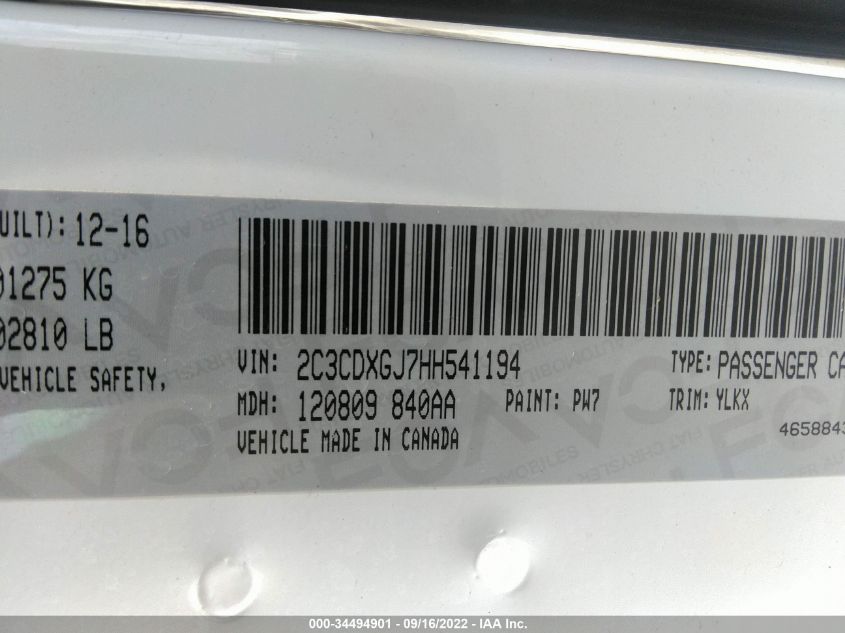 UILT): 12-16
01275 KG
02810 LB
VEHICLE SAFETY,
VIN: 2C3CDXGJ7HH541194
TYPE: PASSENGER CA
MDH: 120809 840AA
PAINT: PW7
TRIM: YLKX
VEHICLE MADE IN CANADA
4658843
000-34494901 - 09/16/2022 - IAA Inc.